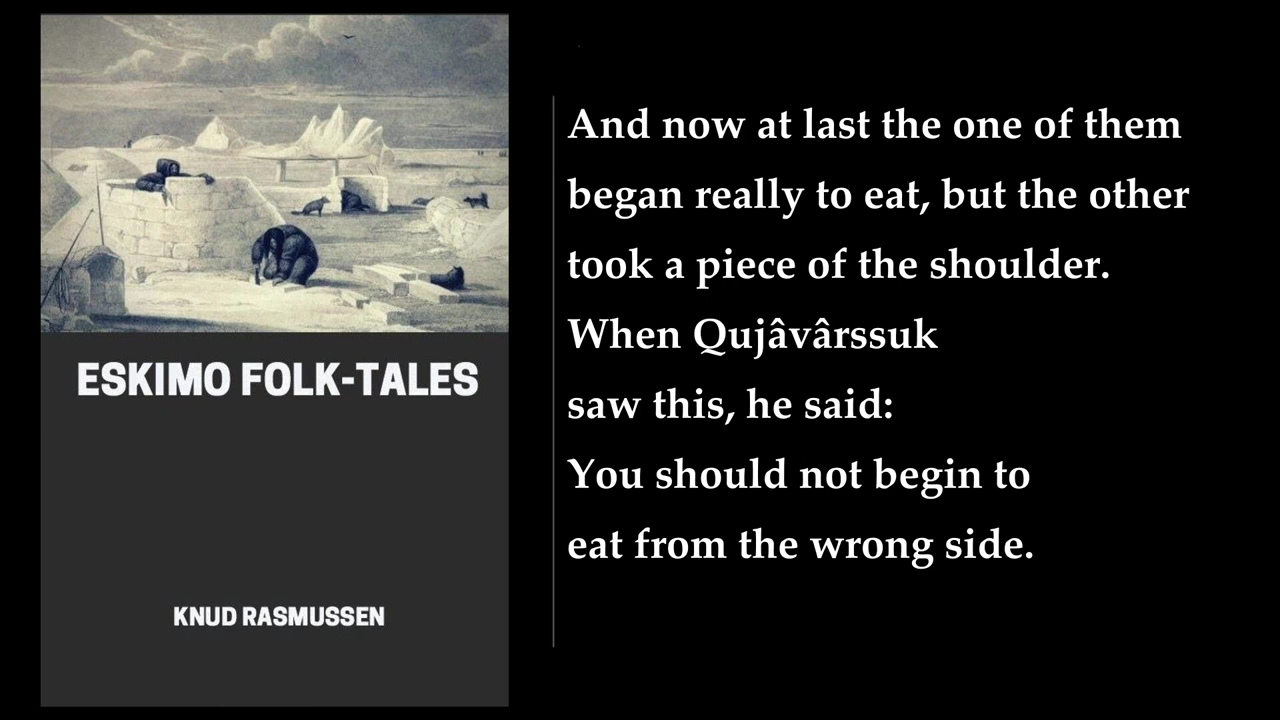 ESKIMO FOLK-TALES
KNUD RASMUSSEN
And now at last the one of them
began really to eat, but the other
took a piece of the shoulder.
When Qujâvârssuk
saw this, he said:
You should not begin to
eat from the wrong side.